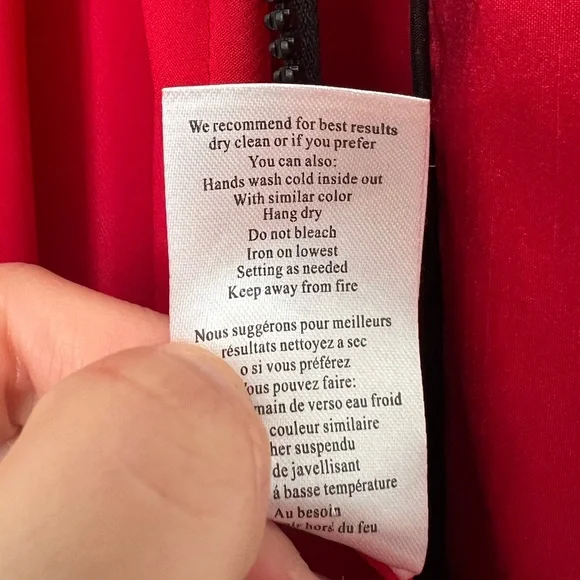 We recommend for best results
dry clean or if you prefer
You can also:
Hands wash cold inside out
With similar color
Hang dry
Do not bleach
Iron on lowest
Setting as needed
Keep away from fire
Nous suggérons pour meilleurs
résultats nettoyez a sec
o si vous préférez
ous pouvez faire:
main de verso eau froid
couleur similaire
her suspendu
de javellisant
á basse température
Au besoin
hors du feu